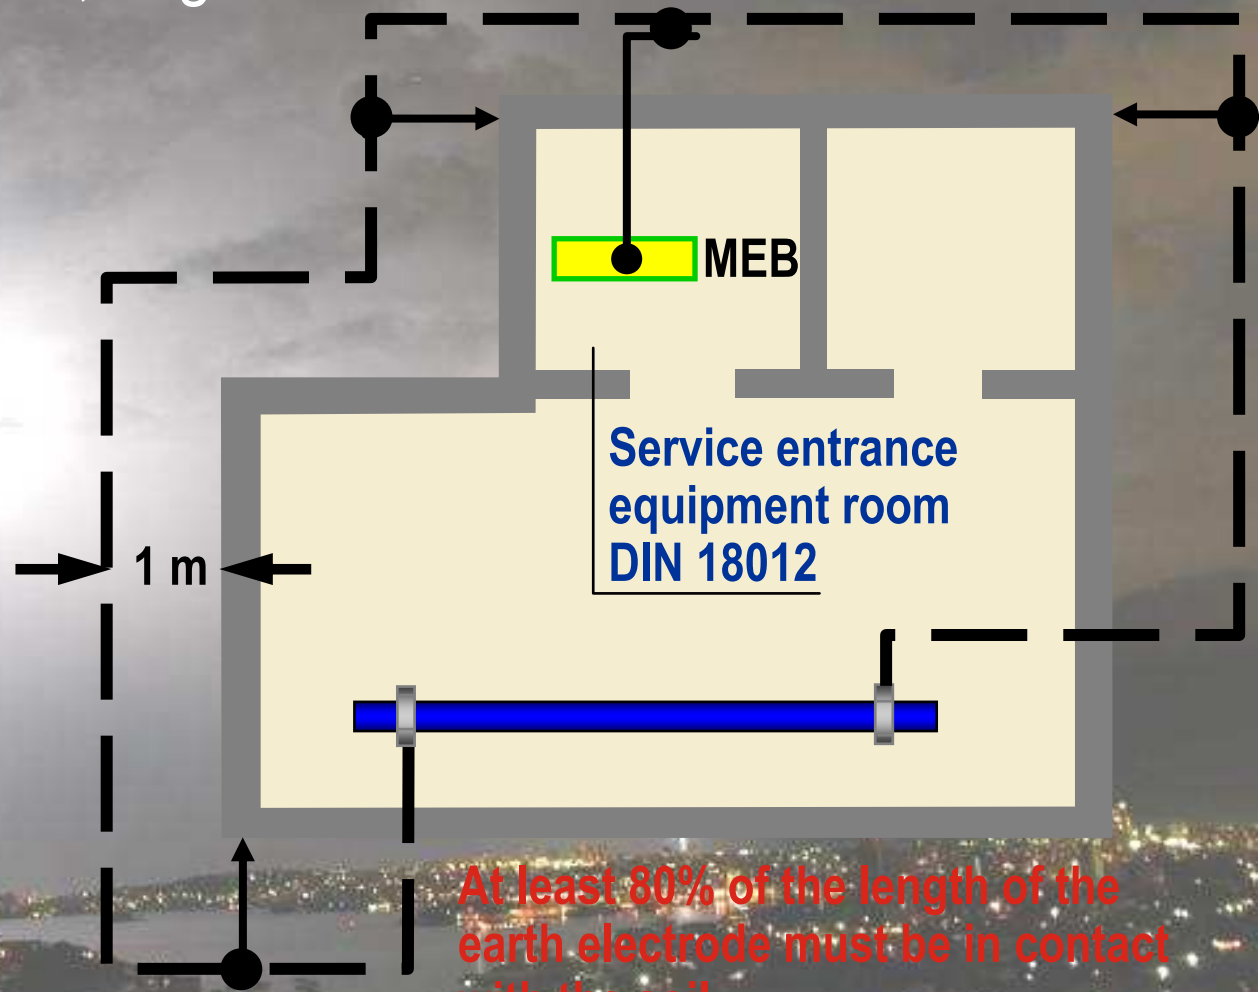 MEB
Service entrance
equipment room
DIN 18012
1 m
At least 80% of the length of the
earth electrode must be in contact